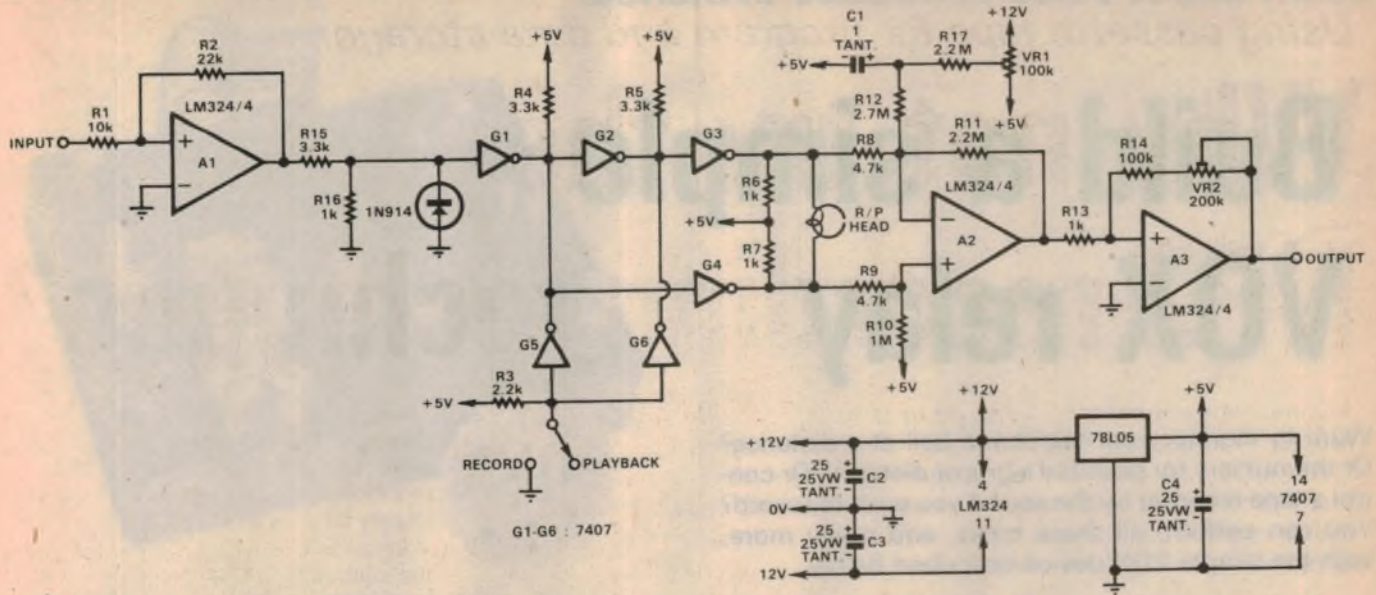 INPUT
R1
10k
R2
22k
LM324/4
+
A1
−
R15
3.3k
R16
1k
1N914
G1
+5V
R4
3.3k
G2
+5V
R5
3.3k
G3
G4
G5
G6
R3
2.2k
+5V
RECORD
PLAYBACK
G1-G6 : 7407
R6
1k
+5V
R7
1k
R/P
HEAD
C1
1
TANT.
+5V
− +
R17
2.2M
+12V
VR1
100k
+5V
R12
2.7M
R8
4.7k
R11
2.2M
LM324/4
−
A2
+
R9
4.7k
R10
1M
+5V
R13
1k
R14
100k
VR2
200k
+
A3
−
LM324/4
OUTPUT
+12V
25
25VW
TANT.
+
C2
0V
25
25VW
TANT.
+
C3
−
12V
+12V
4
LM324
11
78L05
C4
25
25VW
TANT.
+
+5V
14
7407